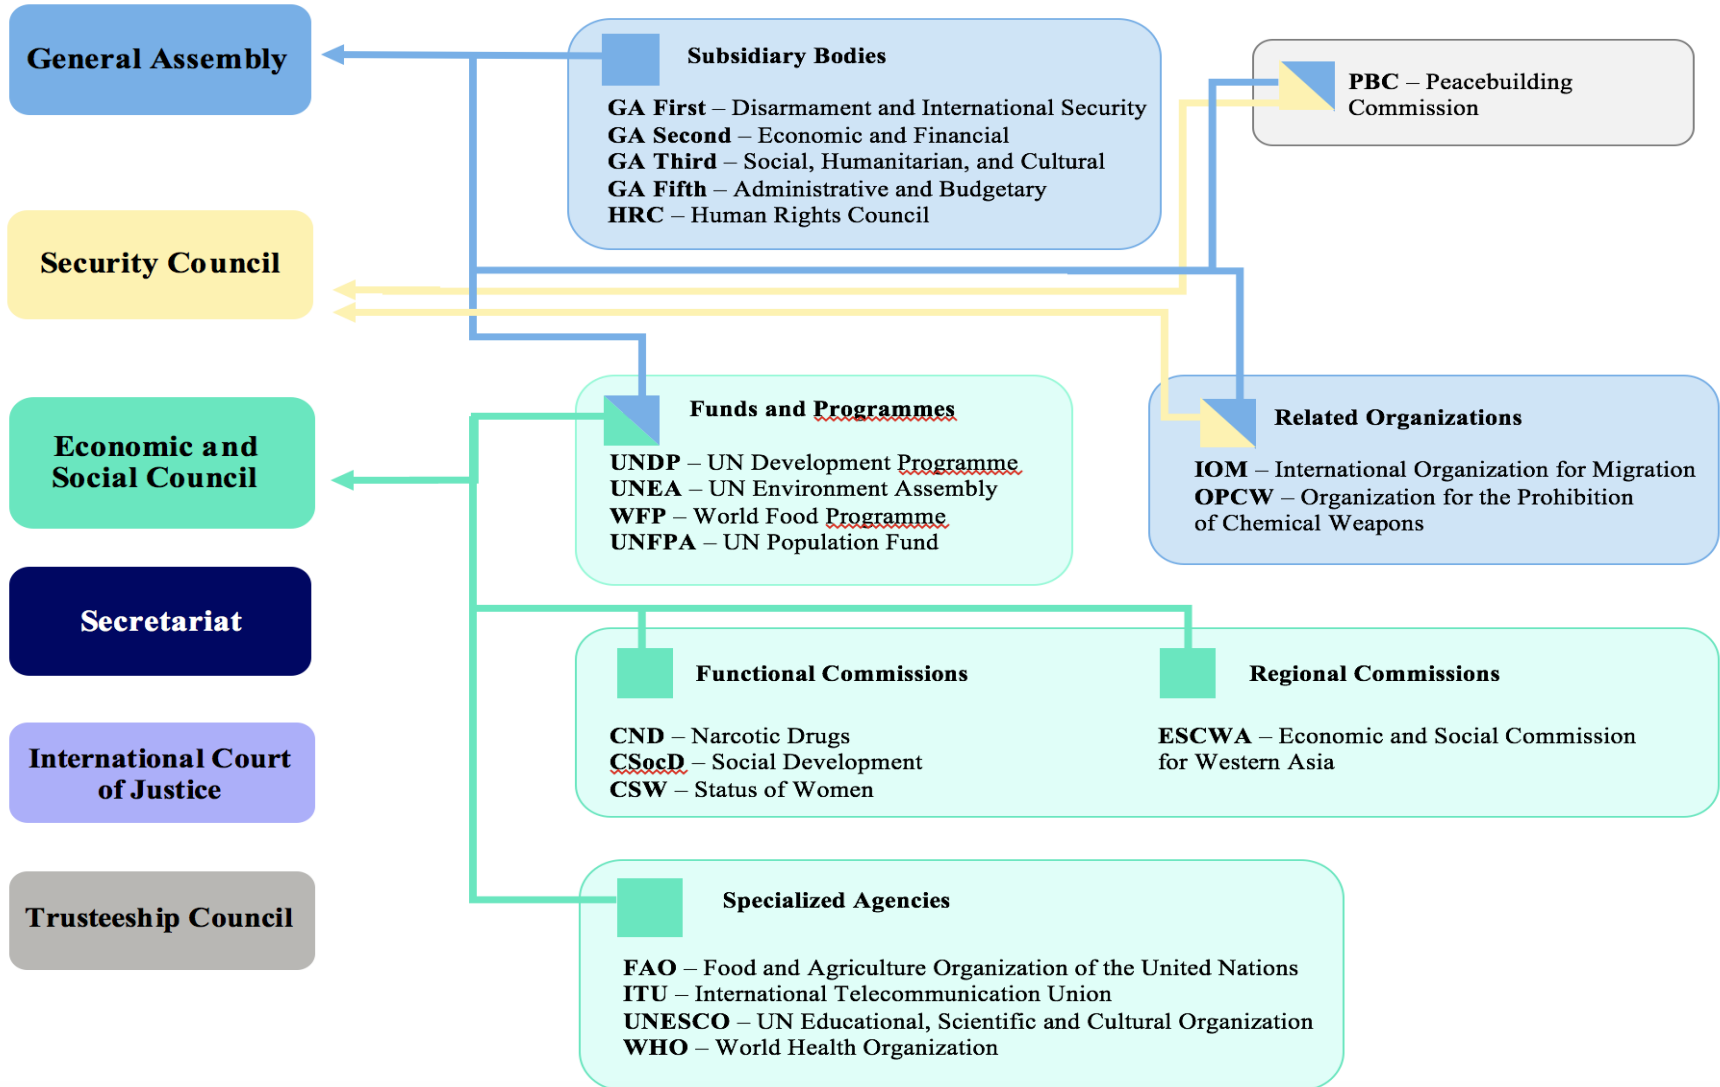 General Assembly
Security Council
Economic and
Social Council
Secretariat
International Court
of Justice
Trusteeship Council
Subsidiary Bodies
GA First – Disarmament and International Security
GA Second – Economic and Financial
GA Third – Social, Humanitarian, and Cultural
GA Fifth – Administrative and Budgetary
HRC – Human Rights Council
PBC – Peacebuilding
Commission
Funds and Programmes
UNDP – UN Development Programme
UNEA – UN Environment Assembly
WFP – World Food Programme
UNFPA – UN Population Fund
Related Organizations
IOM – International Organization for Migration
OPCW – Organization for the Prohibition
of Chemical Weapons
Functional Commissions
CND – Narcotic Drugs
CSocD – Social Development
CSW – Status of Women
Regional Commissions
ESCWA – Economic and Social Commission
for Western Asia
Specialized Agencies
FAO – Food and Agriculture Organization of the United Nations
ITU – International Telecommunication Union
UNESCO – UN Educational, Scientific and Cultural Organization
WHO – World Health Organization